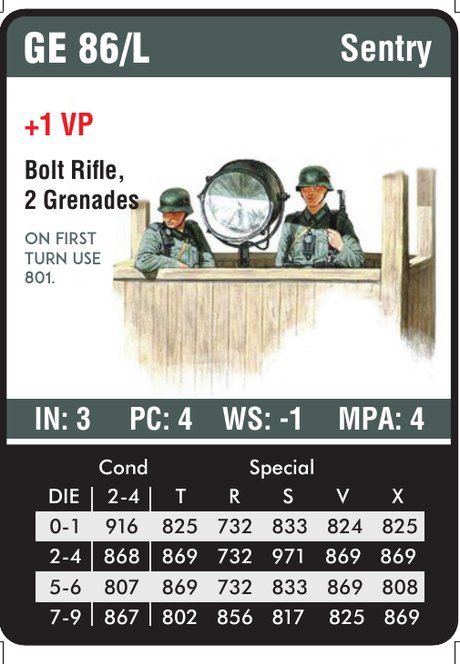 GE 86/L Sentry
+1 VP
Bolt Rifle,
2 Grenades
ON FIRST
TURN USE
801.
IN: 3 PC: 4 WS: -1 MPA: 4
Cond Special
DIE 2-4 T R S V X
0-1 916 825 732 833 824 825
2-4 868 869 732 971 869 869
5-6 807 869 732 833 869 808
7-9 867 802 856 817 825 869